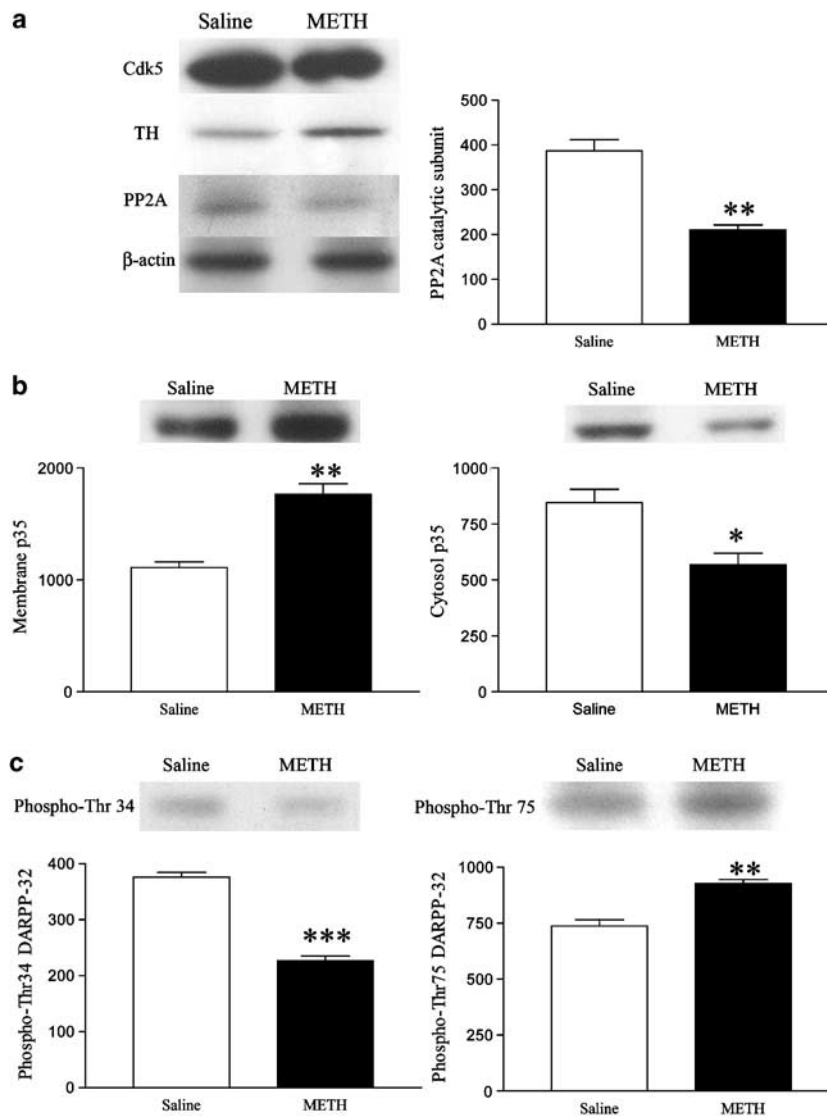 a
Saline METH
Cdk5
TH
PP2A
β-actin
PP2A catalytic subunit
500
400
300
200
100
0
**
Saline METH
b
Saline METH
Membrane p35
2000
1000
0
**
Saline METH
Saline METH
Cytosol p35
1000
750
500
250
0
*
Saline METH
c
Saline METH
Phospho-Thr 34
Phospho-Thr34 DARPP-32
400
300
200
100
0
***
Saline METH
Saline METH
Phospho-Thr 75
Phospho-Thr75 DARPP-32
1000
750
500
250
0
**
Saline METH